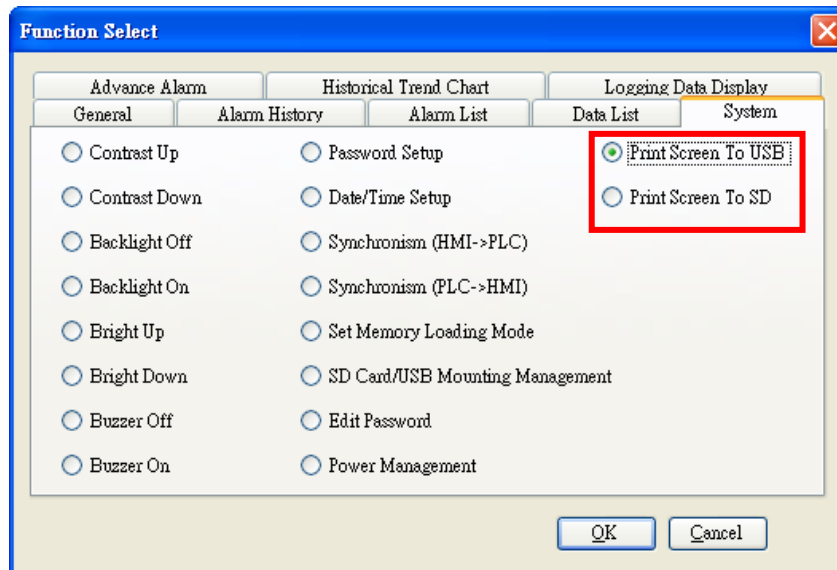 Function Select
Advance Alarm
Historical Trend Chart
Logging Data Display
General
Alarm History
Alarm List
Data List
System
Contrast Up
Contrast Down
Backlight Off
Backlight On
Bright Up
Bright Down
Buzzer Off
Buzzer On
Password Setup
Date/Time Setup
Synchronism (HMI->PLC)
Synchronism (PLC->HMI)
Set Memory Loading Mode
SD Card/USB Mounting Management
Edit Password
Power Management
Print Screen To USB
Print Screen To SD
OK
Cancel